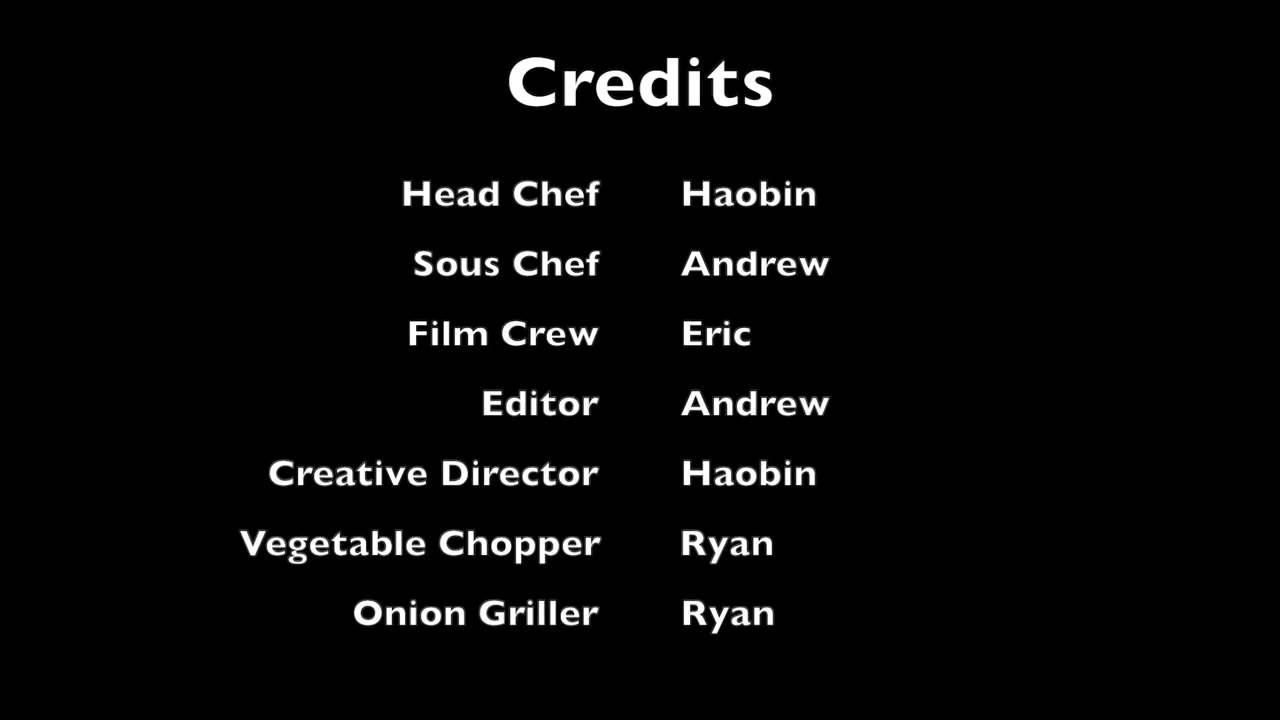 Credits
Head Chef Haobin
Sous Chef Andrew
Film Crew Eric
Editor Andrew
Creative Director Haobin
Vegetable Chopper Ryan
Onion Griller Ryan